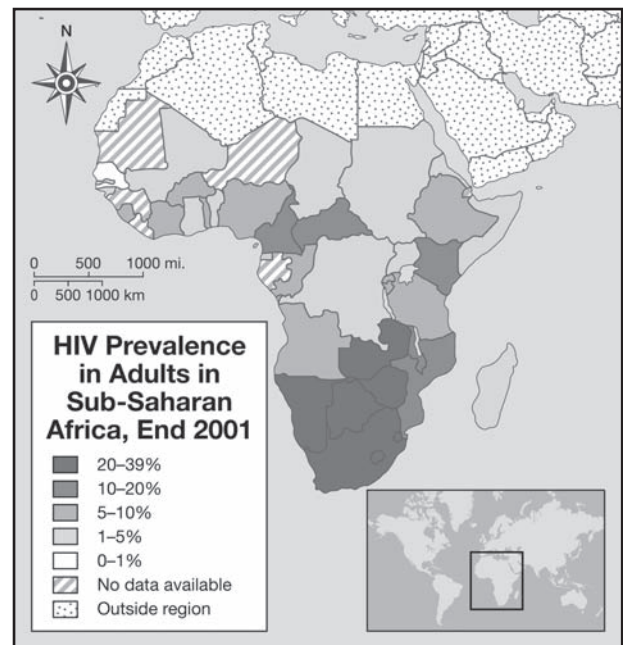 N
0 500 1000 mi.
0 500 1000 km
HIV Prevalence
in Adults in
Sub-Saharan
Africa, End 2001
20–39%
10–20%
5–10%
1–5%
0–1%
No data available
Outside region